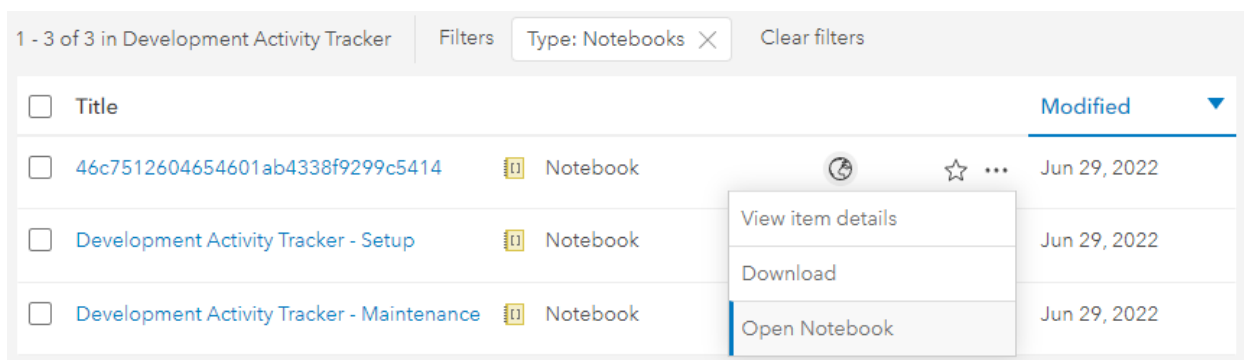 1 - 3 of 3 in Development Activity Tracker Filters Type: Notebooks Clear filters
Title Modified
46c7512604654601ab4338f9299c5414 Notebook Jun 29, 2022
View item details
Development Activity Tracker - Setup Notebook Jun 29, 2022
Download
Development Activity Tracker - Maintenance Notebook Jun 29, 2022
Open Notebook